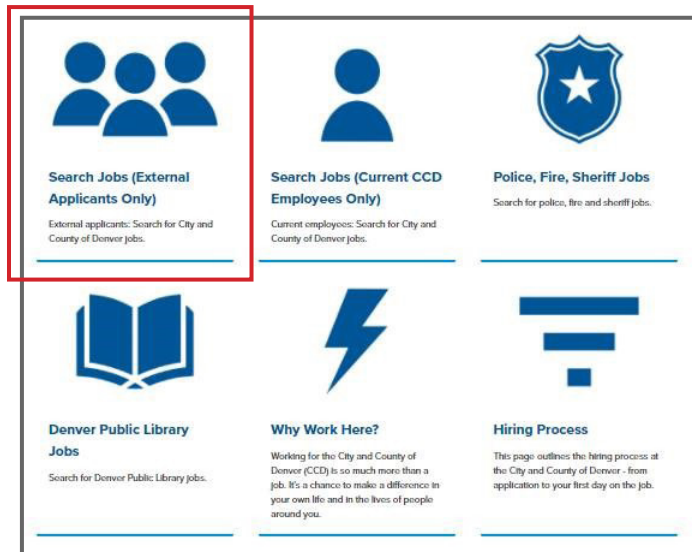 Search Jobs (External
Applicants Only)
External applicants: Search for City and
County of Denver jobs.
Search Jobs (Current CCD
Employees Only)
Current employees: Search for City and
County of Denver jobs.
Police, Fire, Sheriff Jobs
Search for police, fire and sheriff jobs.
Denver Public Library
Jobs
Search for Denver Public Library jobs.
Why Work Here?
Working for the City and County of
Denver (CCD) is so much more than a
job. It's a chance to make a difference in
your own life and in the lives of people
around you.
Hiring Process
This page outlines the hiring process at
the City and County of Denver - from
application to your first day on the job.